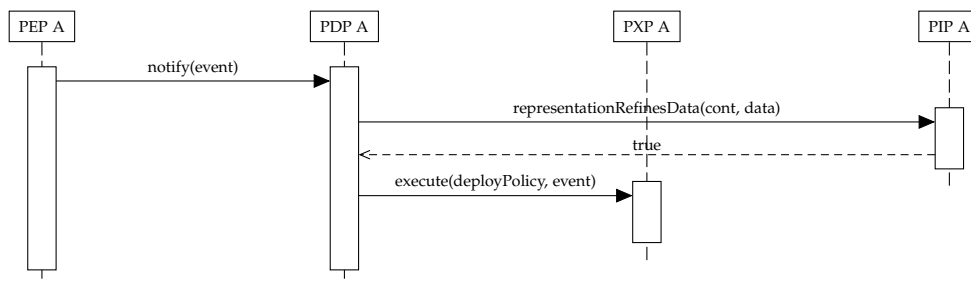 PEP A
PDP A
PXP A
PIP A
notify(event)
representationRefinesData(cont, data)
true
execute(deployPolicy, event)